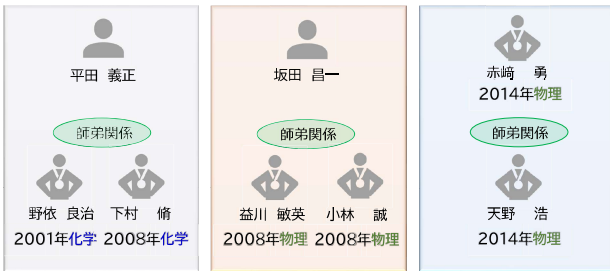 平田 義正
師弟関係
野依 良治
2001年化学
下村 脩
2008年化学
坂田 昌一
師弟関係
益川 敏英
2008年物理
小林 誠
2008年物理
赤﨑 勇
2014年物理
師弟関係
天野 浩
2014年物理